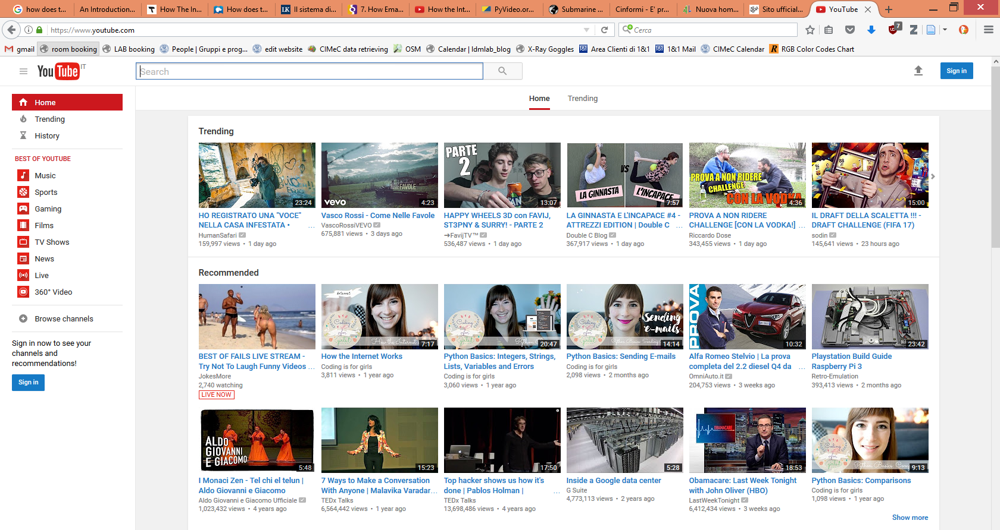 how does t...
An Introduction...
How The In...
How does t...
Il sistema di...
7. How Ema...
How the Int...
PyVideo.or...
Submarine ...
Cinformi - E' pr...
Nuova hom...
Sito ufficial...
YouTube
https://www.youtube.com
Cerca
7
gmail
room booking
LAB booking
People | Gruppi e prog...
edit website
CIMeC data retrieving
OSM
Calendar | ldmlab_blog
X-Ray Goggles
Area Clienti di 1&1
1&1 Mail
CIMeC Calendar
RGB Color Codes Chart
YouTube IT
Search
Sign in
Home
Trending
History
BEST OF YOUTUBE
Music
Sports
Gaming
Films
TV Shows
News
Live
360° Video
Browse channels
Sign in now to see your
channels and
recommendations!
Sign in
Home
Trending
Trending
23:24
HO REGISTRATO UNA "VOCE"
NELLA CASA INFESTATA • ...
HumanSafari
159,997 views • 1 day ago
NELLE FAVOLE
vevo
4:23
Vasco Rossi - Come Nelle Favole
VascoRossiVEVO
675,881 views • 3 days ago
PARTE
2
13:07
HAPPY WHEELS 3D con FAVIJ,
ST3PNY & SURRY! - PARTE 2
➜FavijTV™
536,487 views • 1 day ago
VS
LA GINNASTA
L'INCAPACE
7:57
LA GINNASTA E L'INCAPACE #4 -
ATTREZZI EDITION | Double C ...
Double C Blog
367,917 views • 1 day ago
PROVA A NON RIDERE
CHALLENGE
CON LA VODKA
4:36
PROVA A NON RIDERE
CHALLENGE [CON LA VODKA!] ...
Riccardo Dose
343,455 views • 1 day ago
15:00
IL DRAFT DELLA SCALETTA !!! -
DRAFT CHALLENGE (FIFA 17)
sodin
145,641 views • 23 hours ago
Recommended
BEST OF FAILS LIVE STREAM -
Try Not To Laugh Funny Videos ...
JokesMore
2,740 watching
LIVE NOW
Internet
Coding
for
Girls!
How the Internet
7:17
How the Internet Works
Coding is for girls
3,811 views • 1 year ago
Coding
for
Girls!
Python
20:47
Python Basics: Integers, Strings,
Lists, Variables and Errors
Coding is for girls
3,060 views • 1 year ago
Sending
e-mails
Coding
for
Girls!
Python Basics: Sending E
14:14
Python Basics: Sending E-mails
Coding is for girls
2,098 views • 2 months ago
PROVA
10:32
Alfa Romeo Stelvio | La prova
completa del 2.2 diesel Q4 da ...
OmniAuto.it
204,753 views • 3 weeks ago
23:42
Playstation Build Guide
Raspberry Pi 3
Retro-Emulation
393,413 views • 2 months ago
ALDO
GIOVANNI
E GIACOMO
5:48
I Monaci Zen - Tel chi el telun |
Aldo Giovanni e Giacomo
Aldo Giovanni e Giacomo Ufficiale
1,023,432 views • 4 years ago
15:23
7 Ways to Make a Conversation
With Anyone | Malavika Varadar...
TEDx Talks
6,564,442 views • 1 year ago
17:50
Top hacker shows us how it's
done | Pablos Holman | ...
TEDx Talks
13,698,486 views • 4 years ago
5:28
Inside a Google data center
G Suite
4,773,113 views • 2 years ago
OBAMACARE
18:53
Obamacare: Last Week Tonight
with John Oliver (HBO)
LastWeekTonight
6,412,434 views • 3 weeks ago
Coding
for
Girls!
Python Basics: Com
9:13
Python Basics: Comparisons
Coding is for girls
1,098 views • 1 year ago
Show more